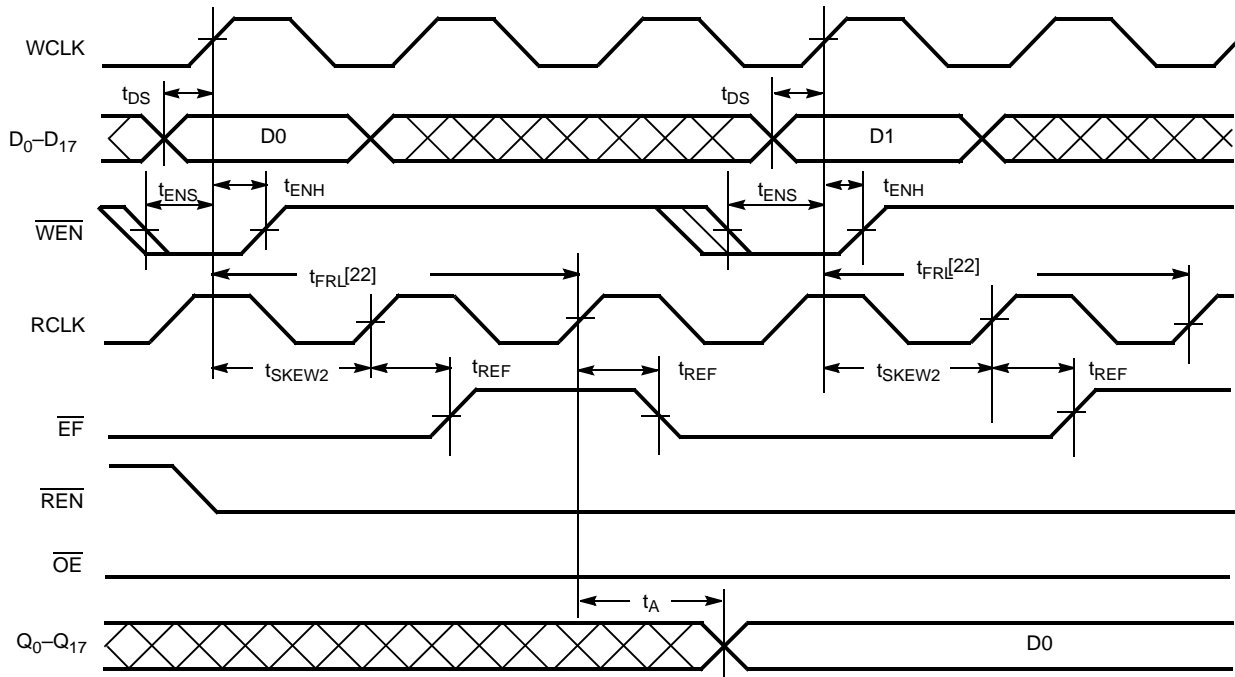 WCLK
tDS
tDS
D0–D17
D0
D1
tENS
tENH
tENS
tENH
WEN
tFRL[22]
tFRL[22]
RCLK
tSKEW2
tREF
tREF
tSKEW2
tREF
EF
REN
OE
tA
Q0–Q17
D0